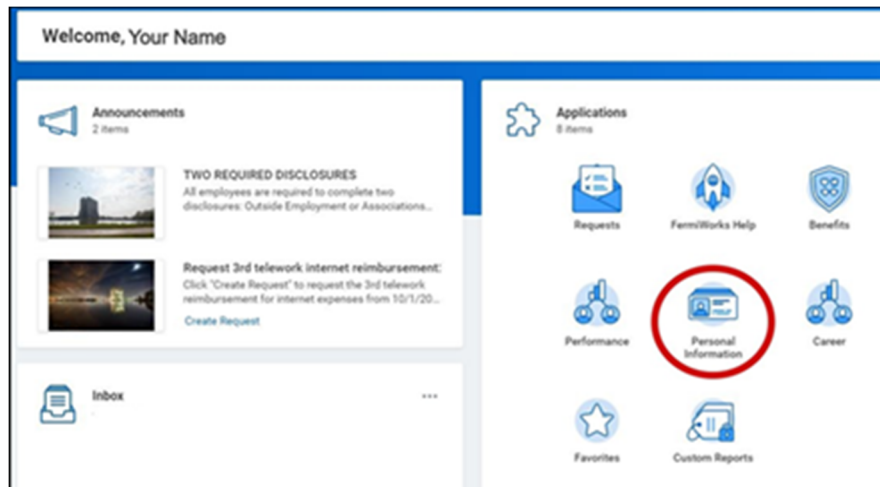 Welcome, Your Name
Announcements
2 items
TWO REQUIRED DISCLOSURES
All employees are required to complete two
disclosures: Outside Employment or Associations...
Request 3rd telework internet reimbursement:
Click "Create Request" to request the 3rd telework
reimbursement for internet expenses from 10/1/20...
Create Request
Inbox
Applications
8 items
Requests
FermiWorks Help
Benefits
Performance
Personal
Information
Career
Favorites
Custom Reports